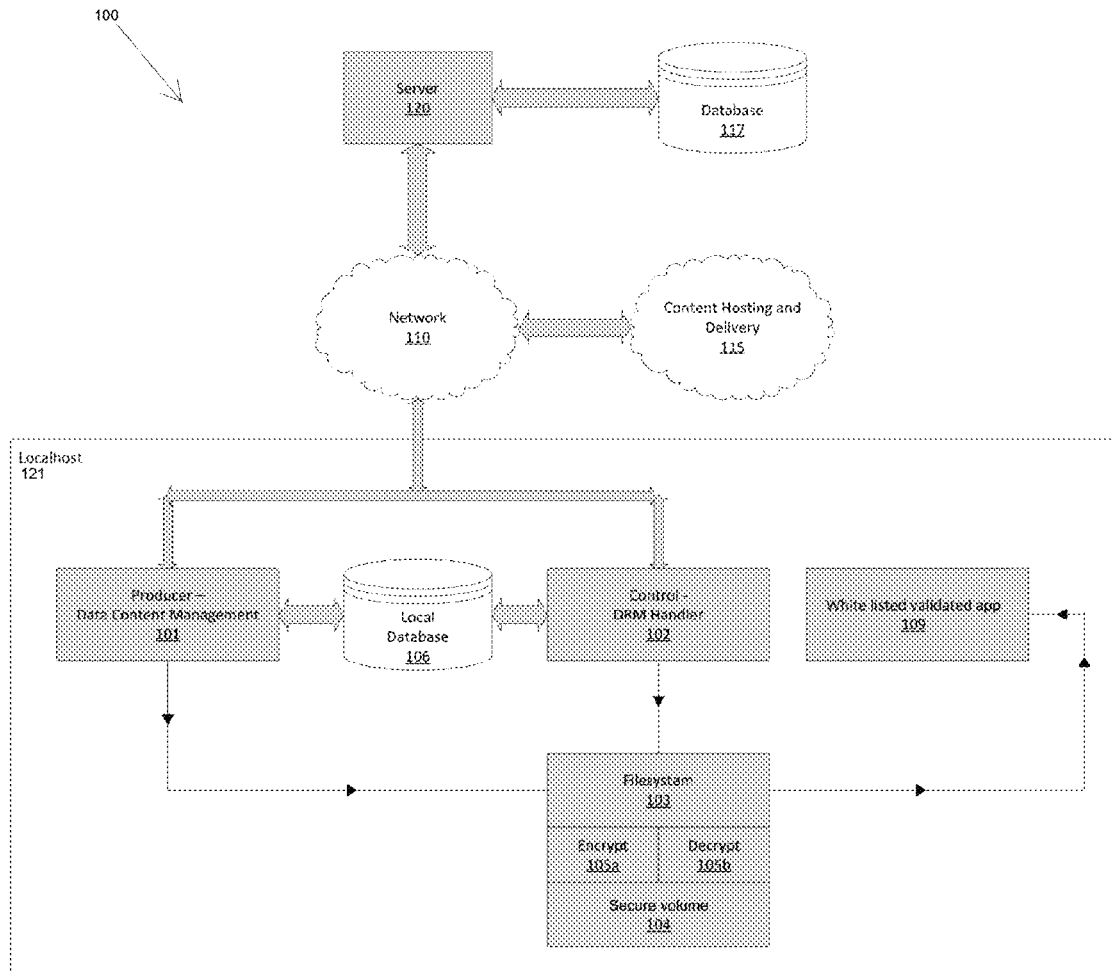 100
Server
120
Database
117
Network
110
Content Hosting and
Delivery
115
Localhost
121
Producer –
Data Content Management
101
Local
Database
106
Control -
DRM Handler
102
White listed validated app
109
Filesystam
103
Encrypt
105a
Decrypt
105b
Secure volume
104